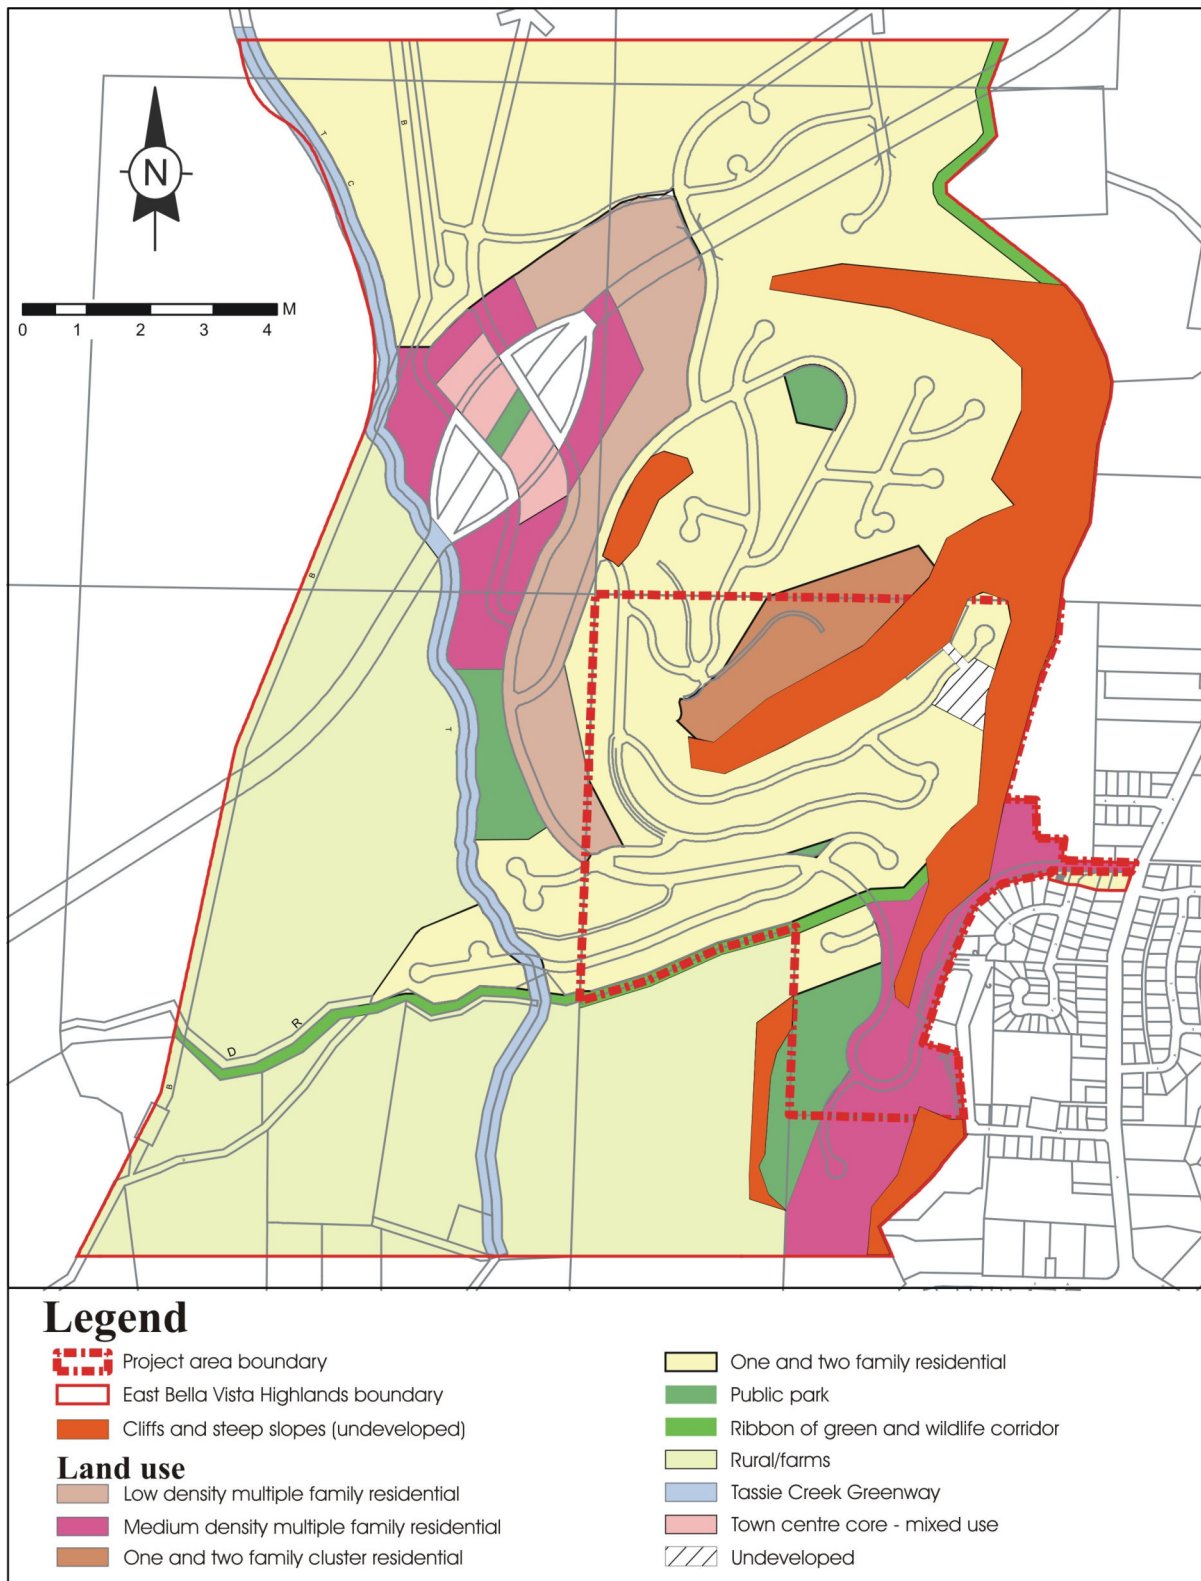 T
B
C
N
M
0 1 2 3 4
B
T
R
D
B
Legend
Project area boundary
East Bella Vista Highlands boundary
Cliffs and steep slopes (undeveloped)
Land use
Low density multiple family residential
Medium density multiple family residential
One and two family cluster residential
One and two family residential
Public park
Ribbon of green and wildlife corridor
Rural/farms
Tassie Creek Greenway
Town centre core - mixed use
Undeveloped